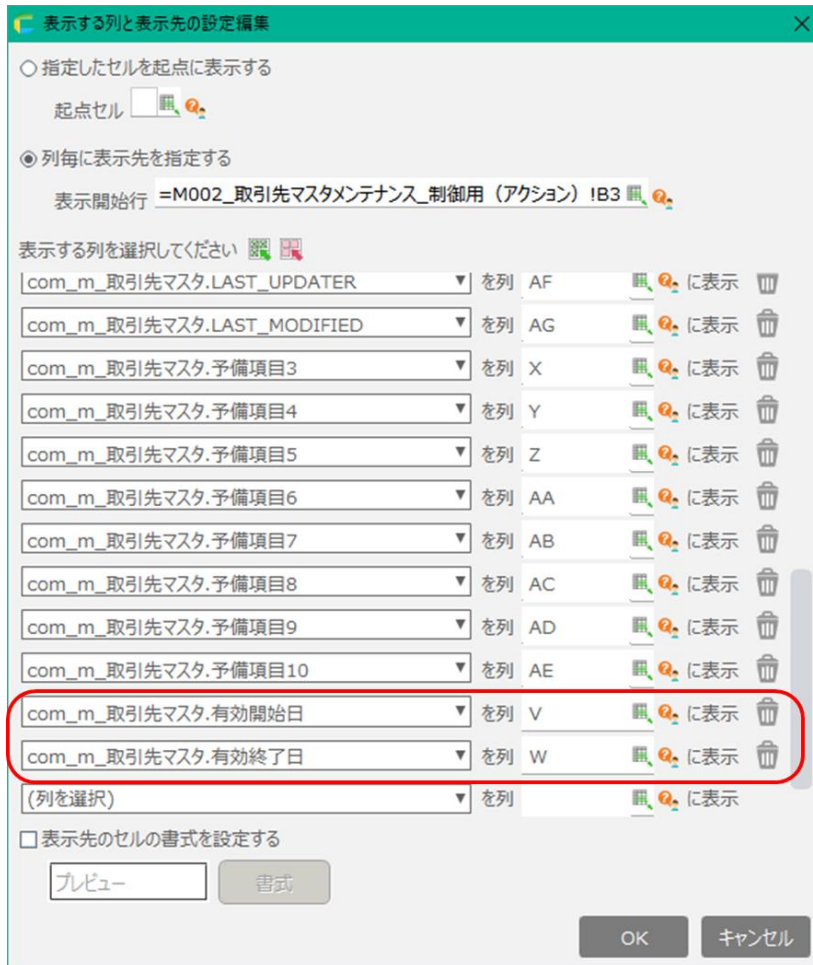 表示する列と表示先の設定編集
指定したセルを起点に表示する
起点セル
列毎に表示先を指定する
表示開始行 =M002_取引先マスタメンテナンス_制御用（アクション）!B3
表示する列を選択してください
com_m_取引先マスタ.LAST_UPDATER を列 AF に表示
com_m_取引先マスタ.LAST_MODIFIED を列 AG に表示
com_m_取引先マスタ.予備項目3 を列 X に表示
com_m_取引先マスタ.予備項目4 を列 Y に表示
com_m_取引先マスタ.予備項目5 を列 Z に表示
com_m_取引先マスタ.予備項目6 を列 AA に表示
com_m_取引先マスタ.予備項目7 を列 AB に表示
com_m_取引先マスタ.予備項目8 を列 AC に表示
com_m_取引先マスタ.予備項目9 を列 AD に表示
com_m_取引先マスタ.予備項目10 を列 AE に表示
com_m_取引先マスタ.有効開始日 を列 V に表示
com_m_取引先マスタ.有効終了日 を列 W に表示
(列を選択) を列 に表示
表示先のセルの書式を設定する
プレビュー 書式
OK キャンセル